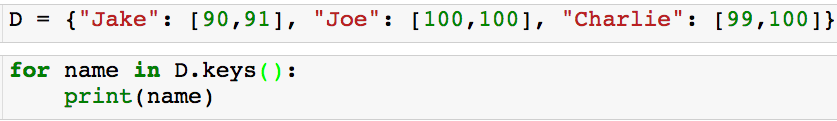 D = {"Jake": [90,91], "Joe": [100,100], "Charlie": [99,100]}
for name in D.keys():
    print(name)